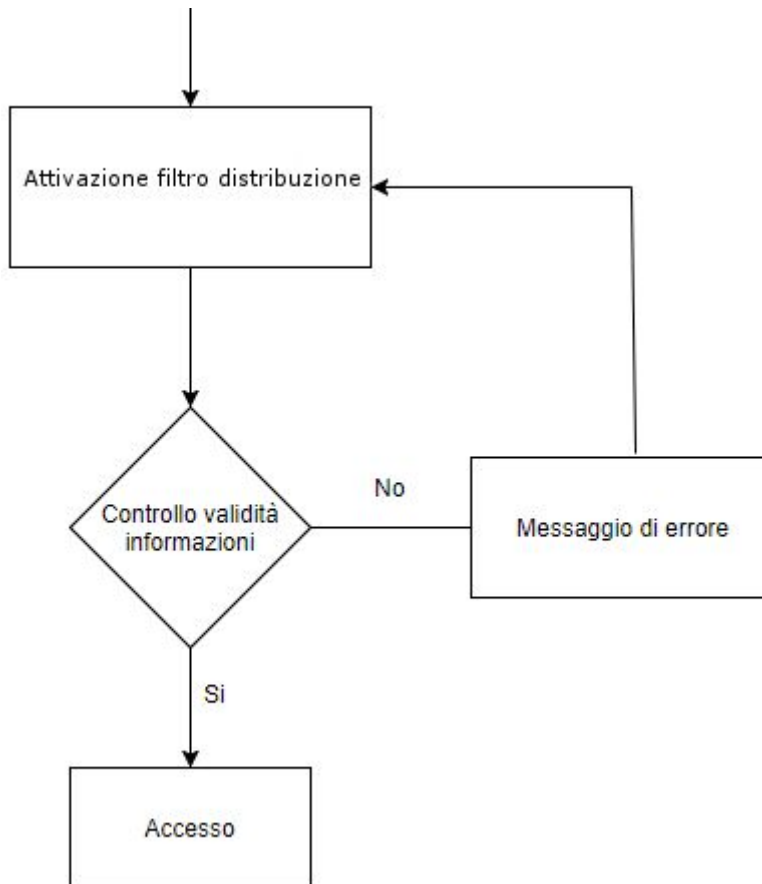 Attivazione filtro distribuzione
Controllo validità
informazioni
No
Messaggio di errore
Si
Accesso